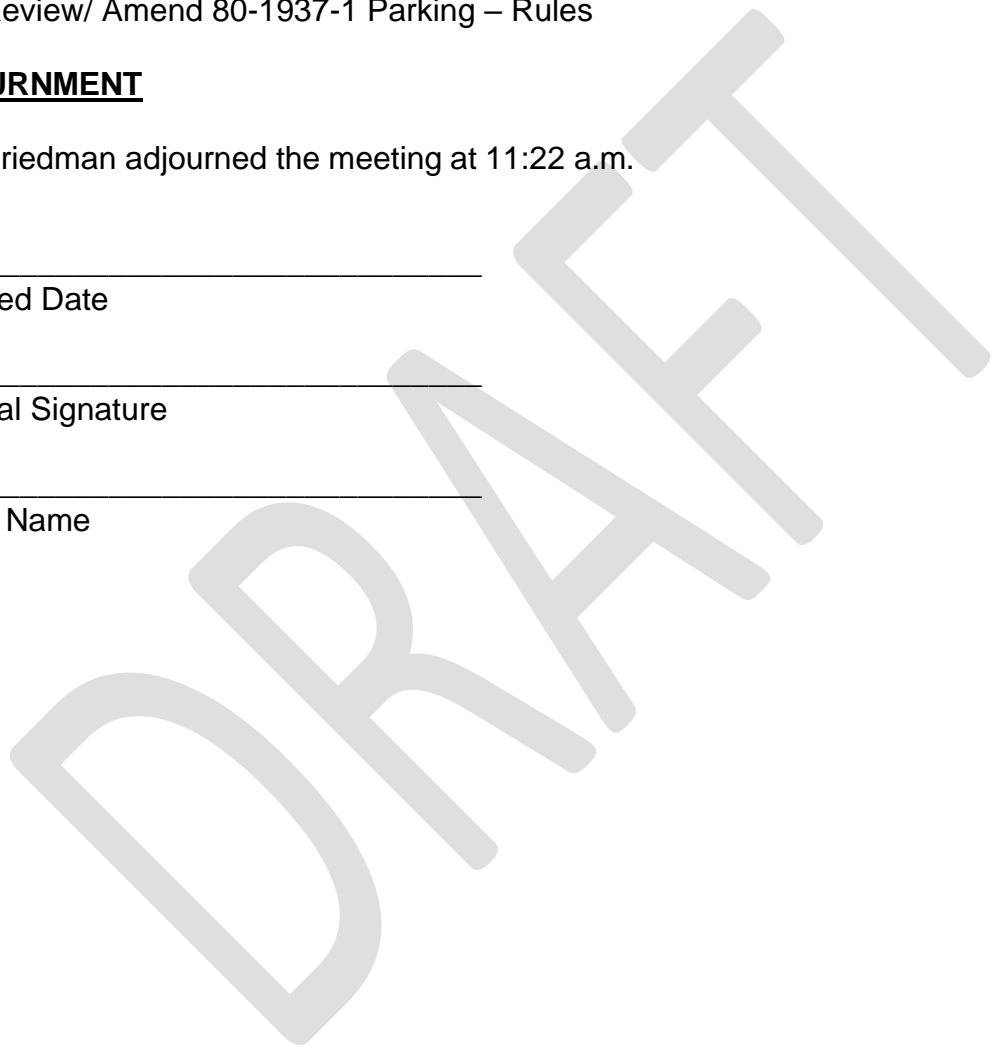 eview/ Amend 80-1937-1 Parking – Rules
URNMENT
riedman adjourned the meeting at 11:22 a.m.
ed Date
al Signature
Name
DRAFT